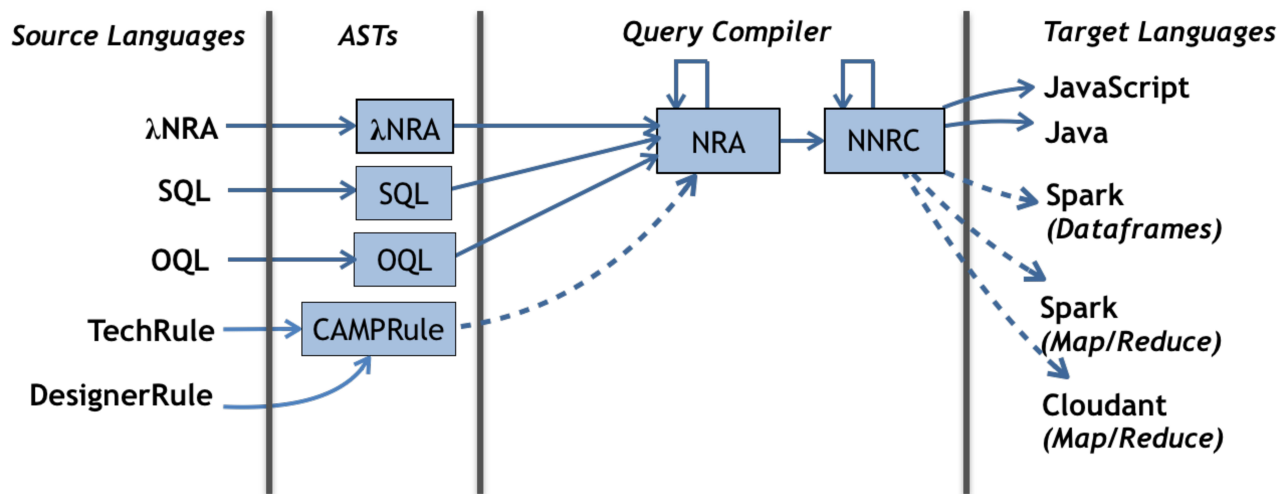 Source Languages
ASTs
Query Compiler
Target Languages
λNRA
λNRA
NRA
NNRC
JavaScript
Java
SQL
SQL
Spark
(Dataframes)
OQL
OQL
TechRule
CAMPRule
Spark
(Map/Reduce)
DesignerRule
Cloudant
(Map/Reduce)